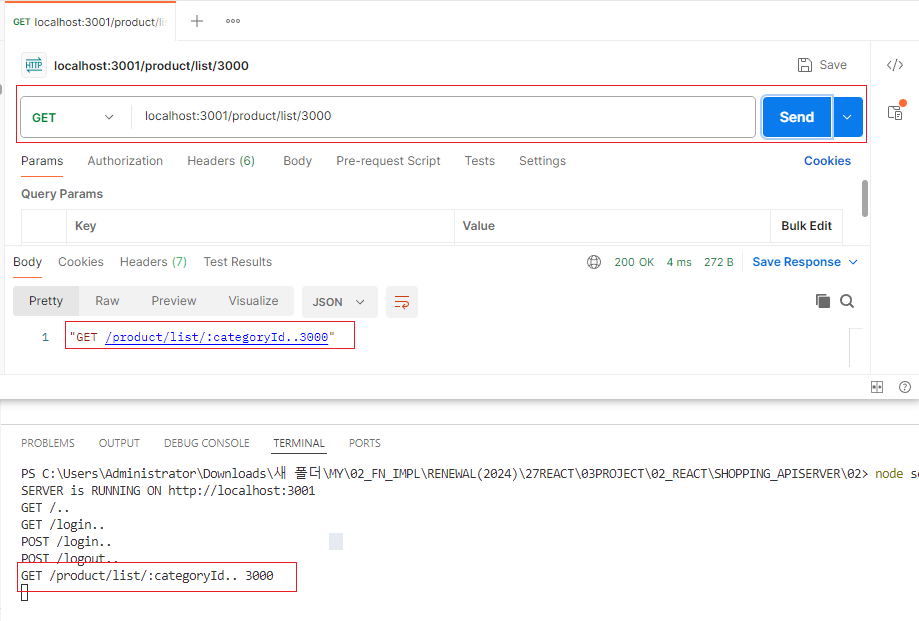 GET localhost:3001/product/li
HTTP localhost:3001/product/list/3000 Save
GET localhost:3001/product/list/3000 Send
Params Authorization Headers (6) Body Pre-request Script Tests Settings Cookies
Query Params
Key Value Bulk Edit
Body Cookies Headers (7) Test Results 200 OK 4 ms 272 B Save Response
Pretty Raw Preview Visualize JSON
1 "GET /product/list/:categoryId..3000"
PROBLEMS OUTPUT DEBUG CONSOLE TERMINAL PORTS
PS C:\Users\Administrator\Downloads\새 폴더\MY\02_FN_IMPL\RENEWAL(2024)\27REACT\03PROJECT\02_REACT\SHOPPING_APISERVER\02> node se
SERVER is RUNNING ON http://localhost:3001
GET /..
GET /login..
POST /login..
POST /logout..
GET /product/list/:categoryId.. 3000